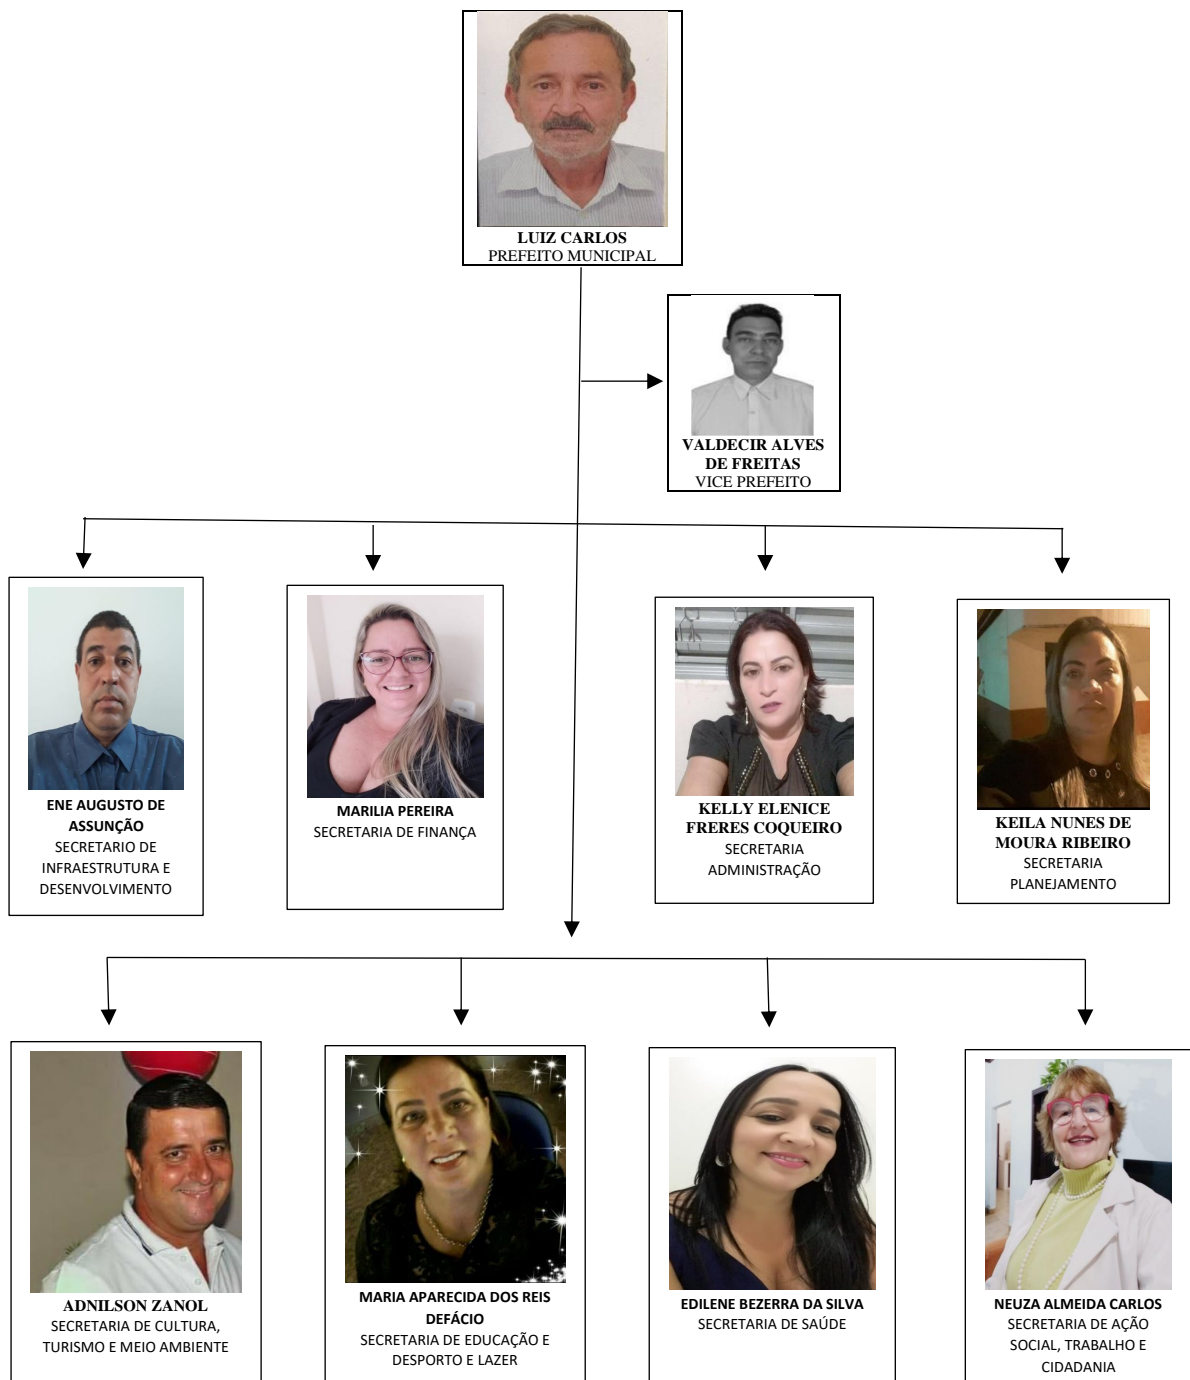 LUIZ CARLOS
PREFEITO MUNICIPAL
VALDECIR ALVES
DE FREITAS
VICE PREFEITO
ENE AUGUSTO DE
ASSUNÇÃO
SECRETARIO DE
INFRAESTRUTURA E
DESENVOLVIMENTO
MARILIA PEREIRA
SECRETARIA DE FINANÇA
KELLY ELENICE
FRERES COQUEIRO
SECRETARIA
ADMINISTRAÇÃO
KEILA NUNES DE
MOURA RIBEIRO
SECRETARIA
PLANEJAMENTO
ADNILSON ZANOL
SECRETARIA DE CULTURA,
TURISMO E MEIO AMBIENTE
MARIA APARECIDA DOS REIS
DEFÁCIO
SECRETARIA DE EDUCAÇÃO E
DESPORTO E LAZER
EDILENE BEZERRA DA SILVA
SECRETARIA DE SAÚDE
NEUZA ALMEIDA CARLOS
SECRETARIA DE AÇÃO
SOCIAL, TRABALHO E
CIDADANIA